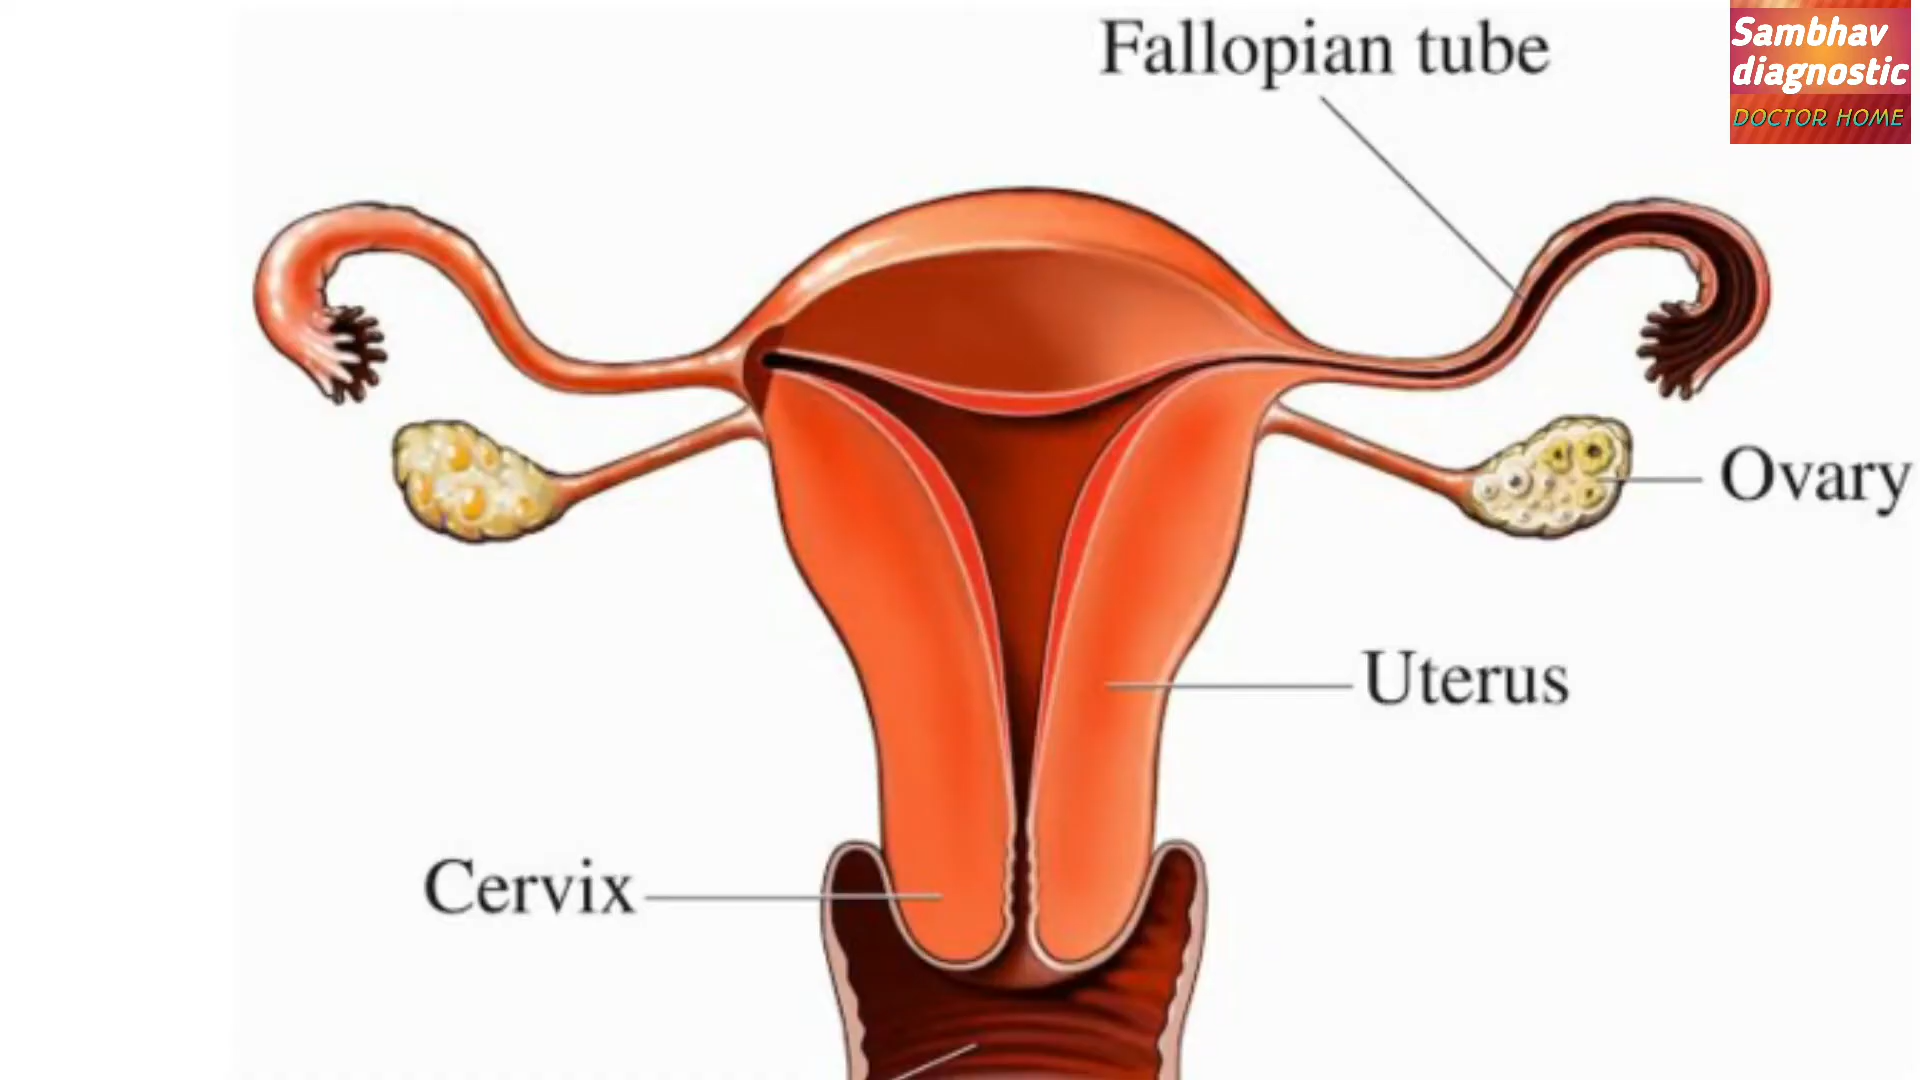 Fallopian tube
Sambhav
diagnostic
DOCTOR HOME
Ovary
Uterus
Cervix